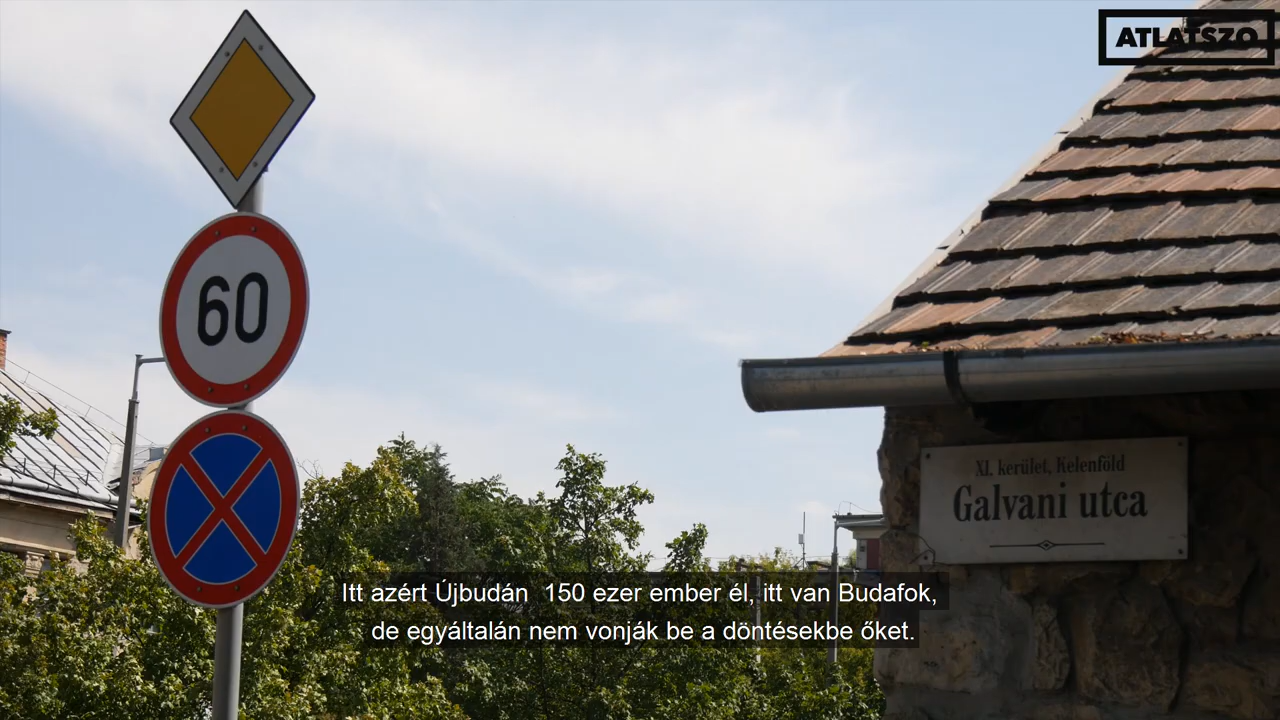 ATLATSZO
60
XI. kerület, Kelenföld
Galvani utca
Itt azért Újbudán  150 ezer ember él, itt van Budafok,
de egyáltalán nem vonják be a döntésekbe őket.